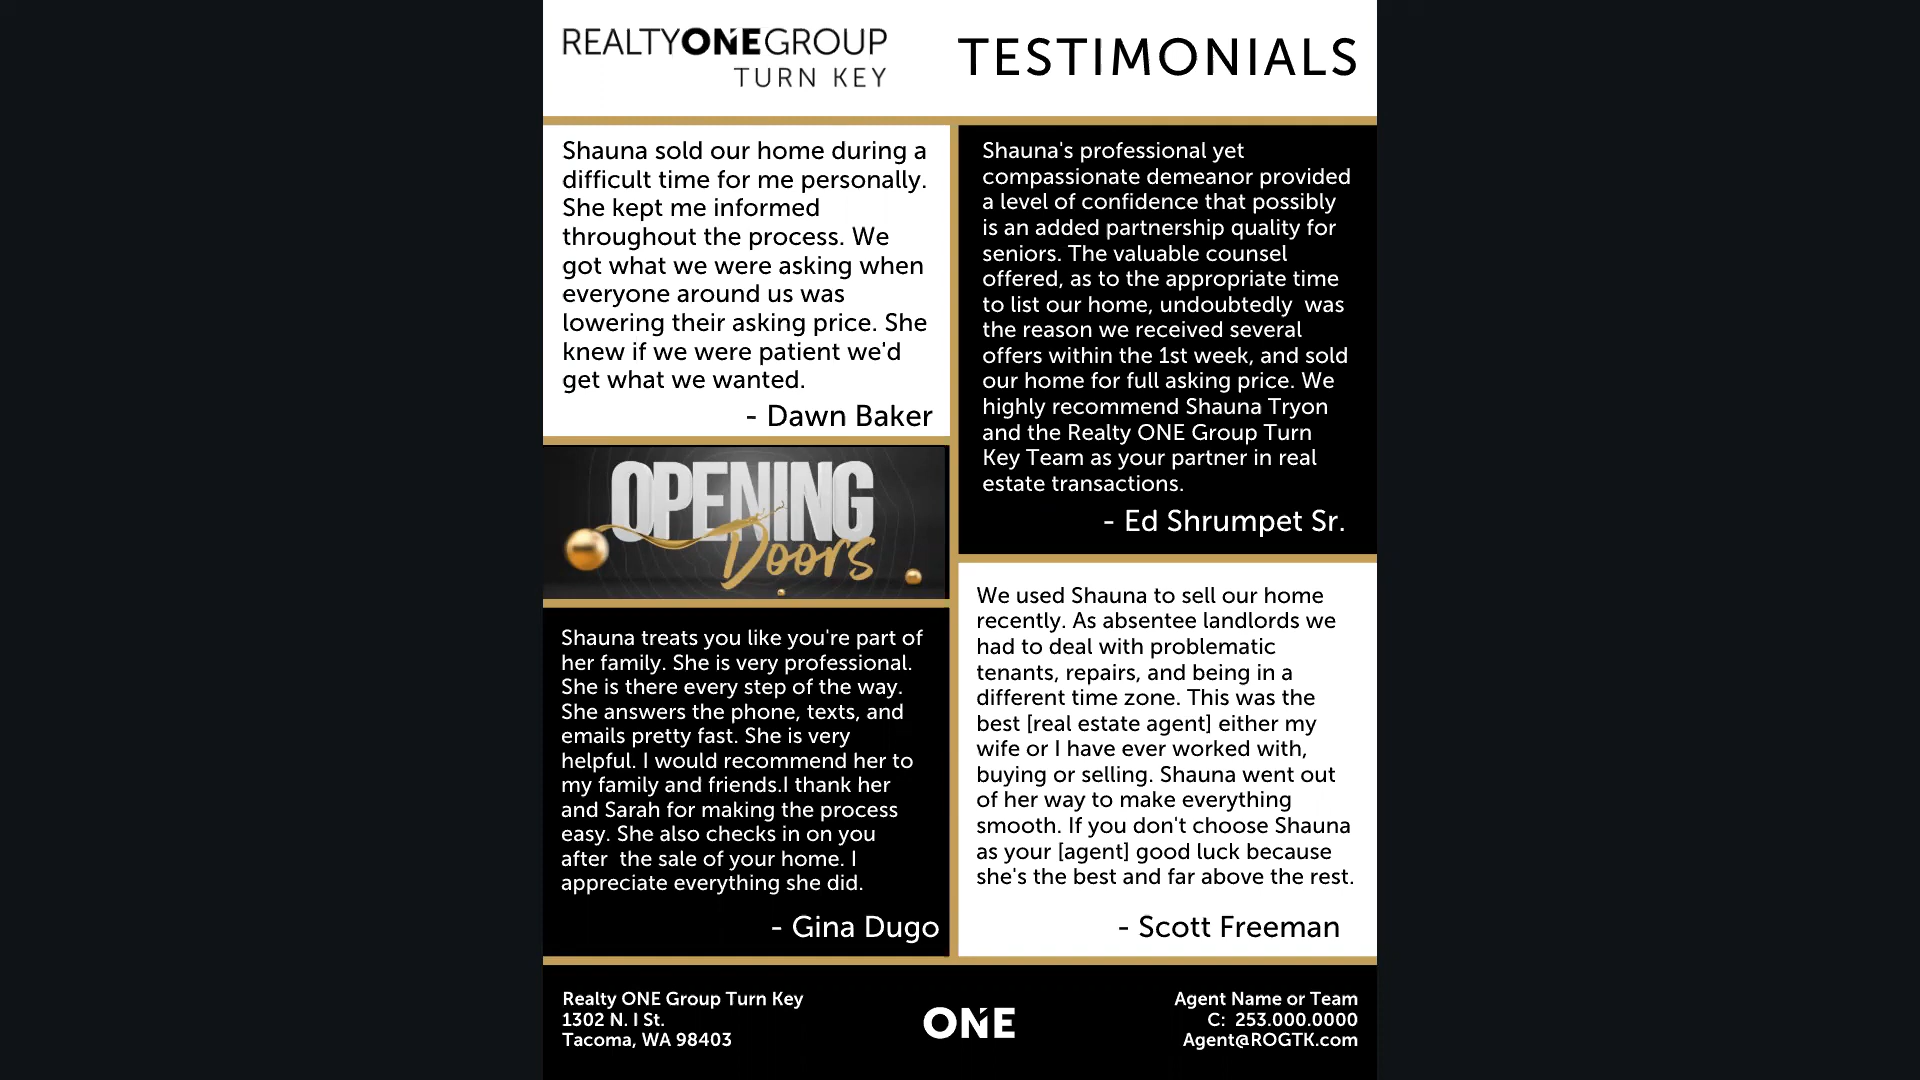 REALTYONEGROUP
TURN KEY
TESTIMONIALS
Shauna sold our home during a
difficult time for me personally.
She kept me informed
throughout the process. We
got what we were asking when
everyone around us was
lowering their asking price. She
knew if we were patient we'd
get what we wanted.
- Dawn Baker
OPENING
Doors
Shauna treats you like you're part of
her family. She is very professional.
She is there every step of the way.
She answers the phone, texts, and
emails pretty fast. She is very
helpful. I would recommend her to
my family and friends.I thank her
and Sarah for making the process
easy. She also checks in on you
after  the sale of your home. I
appreciate everything she did.
- Gina Dugo
Shauna's professional yet
compassionate demeanor provided
a level of confidence that possibly
is an added partnership quality for
seniors. The valuable counsel
offered, as to the appropriate time
to list our home, undoubtedly  was
the reason we received several
offers within the 1st week, and sold
our home for full asking price. We
highly recommend Shauna Tryon
and the Realty ONE Group Turn
Key Team as your partner in real
estate transactions.
- Ed Shrumpet Sr.
We used Shauna to sell our home
recently. As absentee landlords we
had to deal with problematic
tenants, repairs, and being in a
different time zone. This was the
best [real estate agent] either my
wife or I have ever worked with,
buying or selling. Shauna went out
of her way to make everything
smooth. If you don't choose Shauna
as your [agent] good luck because
she's the best and far above the rest.
- Scott Freeman
Realty ONE Group Turn Key
1302 N. I St.
Tacoma, WA 98403
ONE
Agent Name or Team
C:  253.000.0000
Agent@ROGTK.com